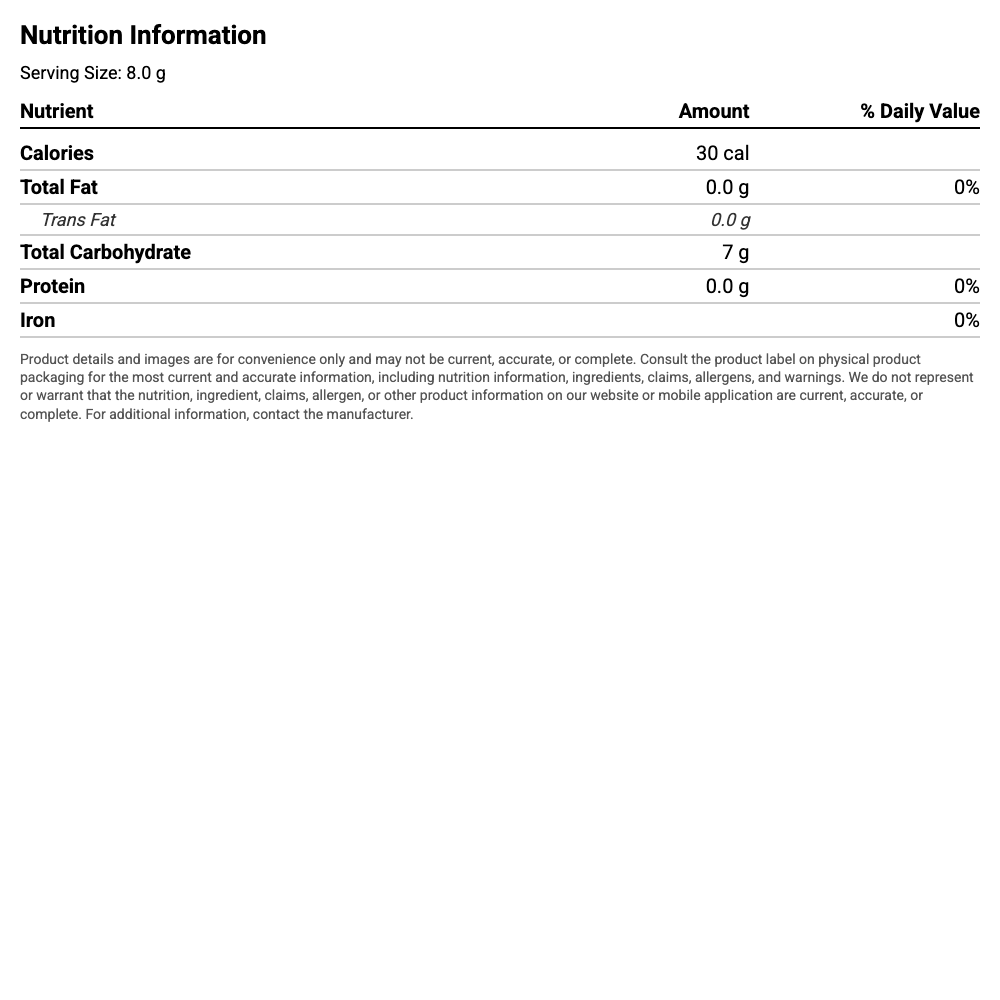 Nutrition Information
Serving Size: 8.0 g
Nutrient Amount % Daily Value
Calories 30 cal
Total Fat 0.0 g 0%
Trans Fat 0.0 g
Total Carbohydrate 7 g
Protein 0.0 g 0%
Iron 0%
Product details and images are for convenience only and may not be current, accurate, or complete. Consult the product label on physical product
packaging for the most current and accurate information, including nutrition information, ingredients, claims, allergens, and warnings. We do not represent
or warrant that the nutrition, ingredient, claims, allergen, or other product information on our website or mobile application are current, accurate, or
complete. For additional information, contact the manufacturer.